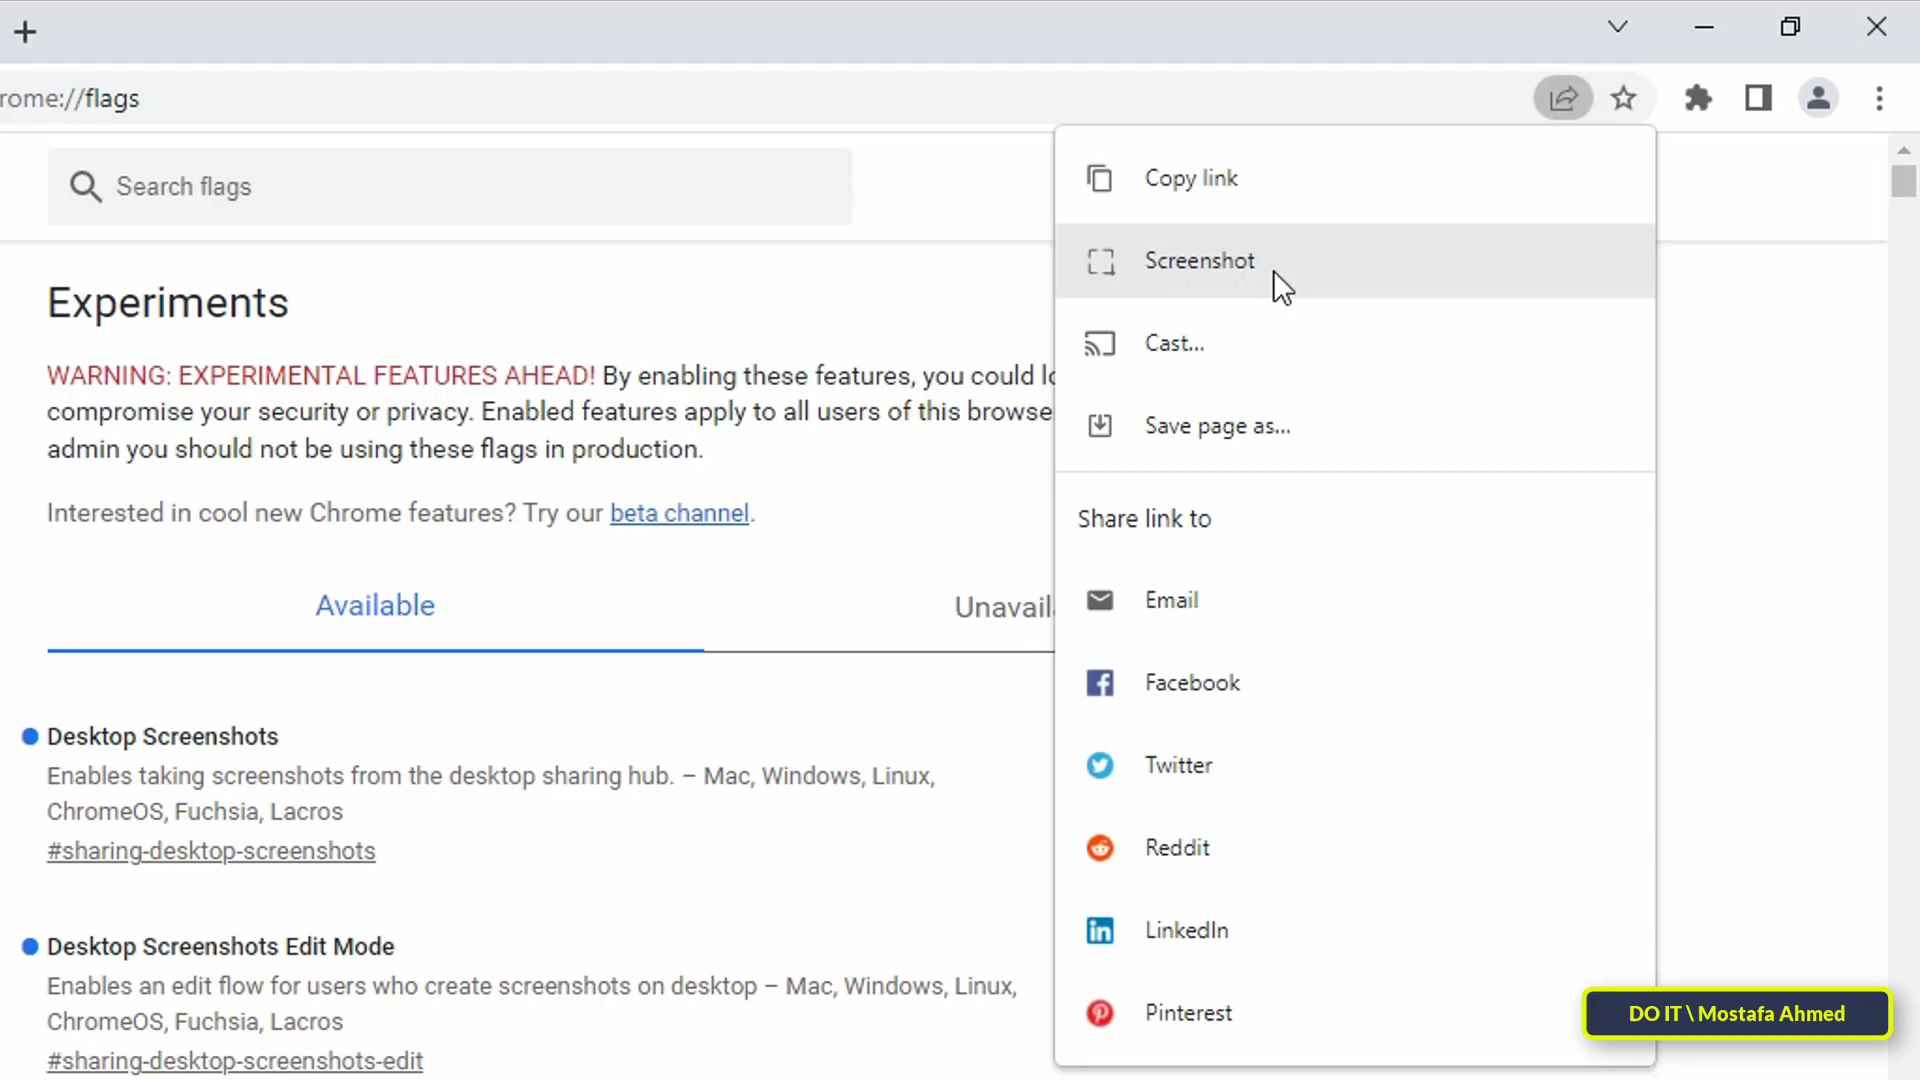 rome://flags
Search flags
Experiments
WARNING: EXPERIMENTAL FEATURES AHEAD! By enabling these features, you could lo
compromise your security or privacy. Enabled features apply to all users of this browse
admin you should not be using these flags in production.
Interested in cool new Chrome features? Try our beta channel.
Available
Unavaila
Desktop Screenshots
Enables taking screenshots from the desktop sharing hub. – Mac, Windows, Linux,
ChromeOS, Fuchsia, Lacros
#sharing-desktop-screenshots
Desktop Screenshots Edit Mode
Enables an edit flow for users who create screenshots on desktop – Mac, Windows, Linux,
ChromeOS, Fuchsia, Lacros
#sharing-desktop-screenshots-edit
Copy link
Screenshot
Cast...
Save page as...
Share link to
Email
Facebook
Twitter
Reddit
LinkedIn
Pinterest
DO IT \ Mostafa Ahmed